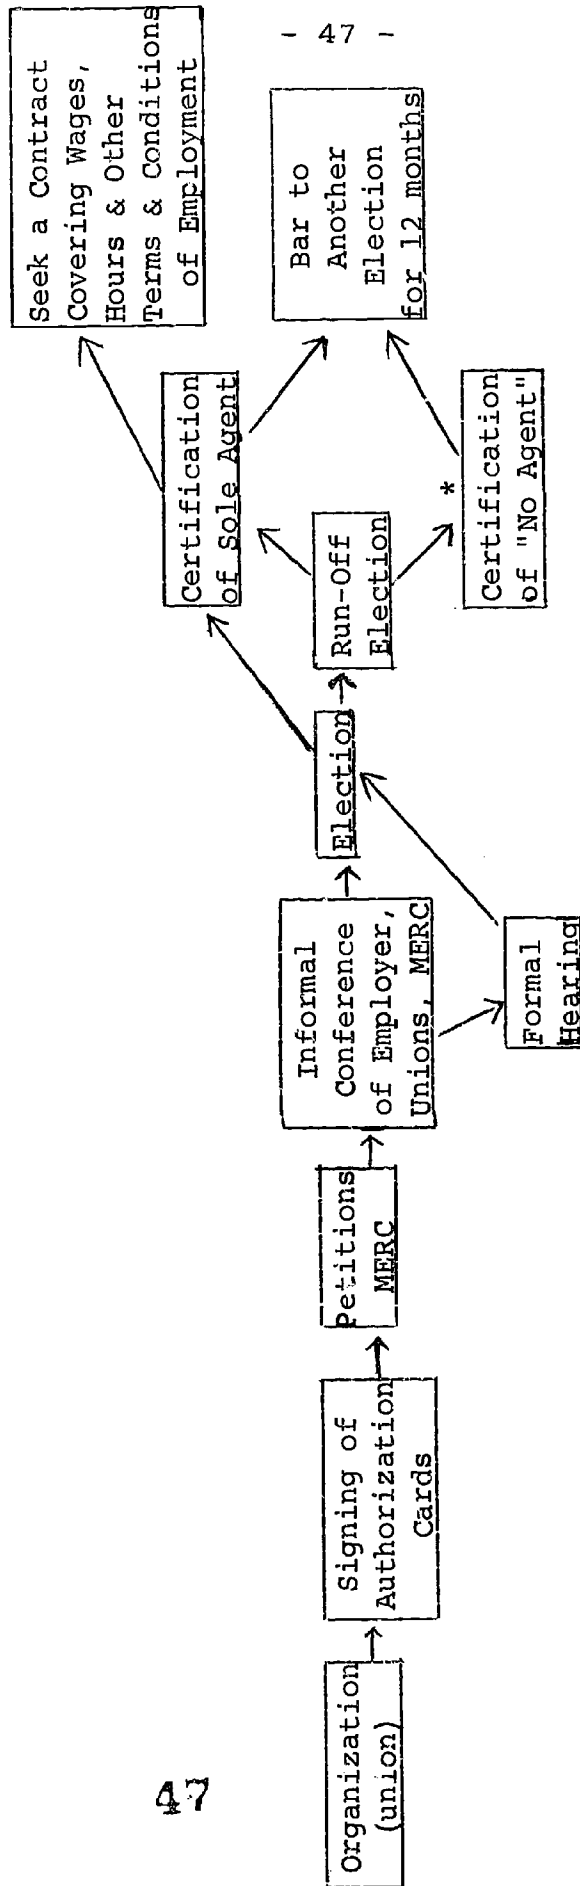 - 47 -
Organization
(union)
Signing of
Authorization
Cards
Petitions
MERC
Informal
Conference
of Employer,
Unions, MERC
Formal
Hearing
Election
Run-Off
Election
Certification
of Sole Agent
*
Certification
of "No Agent"
Seek a Contract
Covering Wages,
Hours & Other
Terms & Conditions
of Employment
Bar to
Another
Election
for 12 months
47